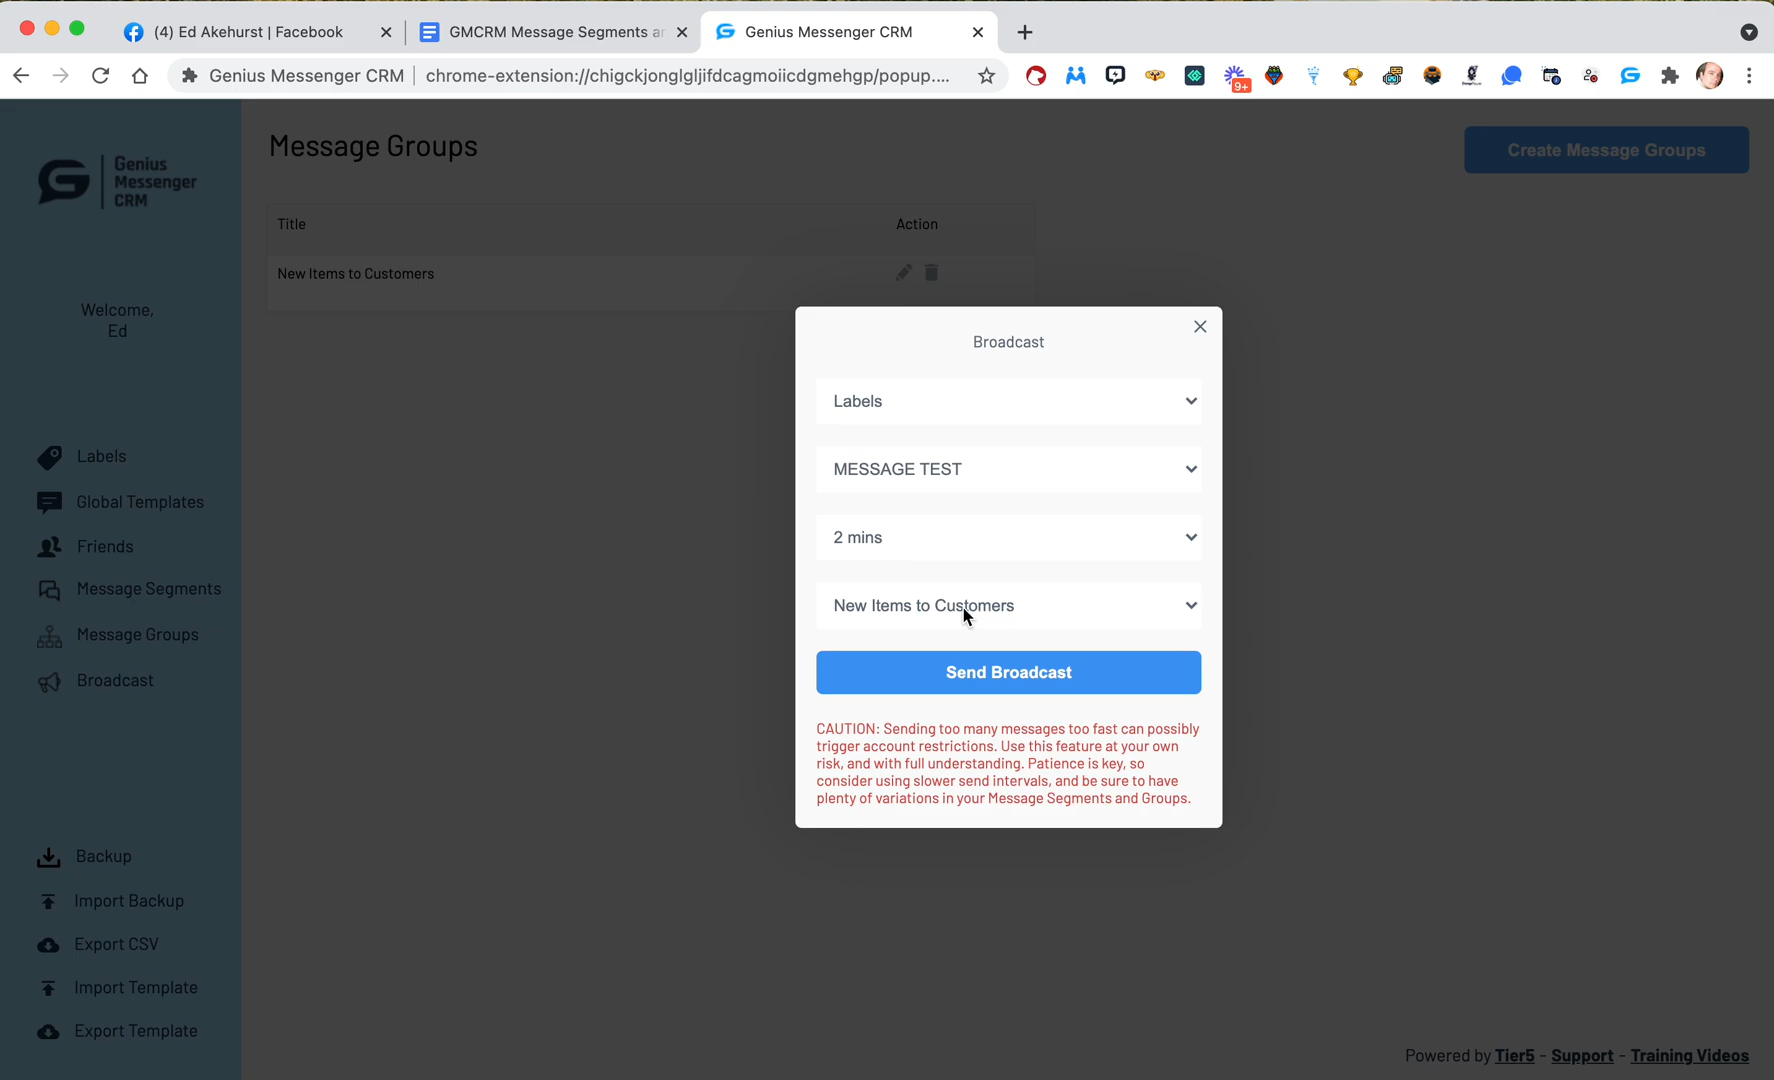 (4) Ed Akehurst | Facebook
GMCRM Message Segments ar
Genius Messenger CRM
Genius Messenger CRM
chrome-extension://chigckjonglgljifdcagmoiicdgmehgp/popup....
9+
Message Groups
Create Message Groups
Genius
Messenger
CRM
Title
Action
New Items to Customers
Welcome,
Ed
Labels
Global Templates
Friends
Message Segments
Message Groups
Broadcast
Backup
Import Backup
Export CSV
Import Template
Export Template
Broadcast
Labels
MESSAGE TEST
2 mins
New Items to Customers
Send Broadcast
CAUTION: Sending too many messages too fast can possibly
trigger account restrictions. Use this feature at your own
risk, and with full understanding. Patience is key, so
consider using slower send intervals, and be sure to have
plenty of variations in your Message Segments and Groups.
Powered by Tier5 - Support - Training Videos